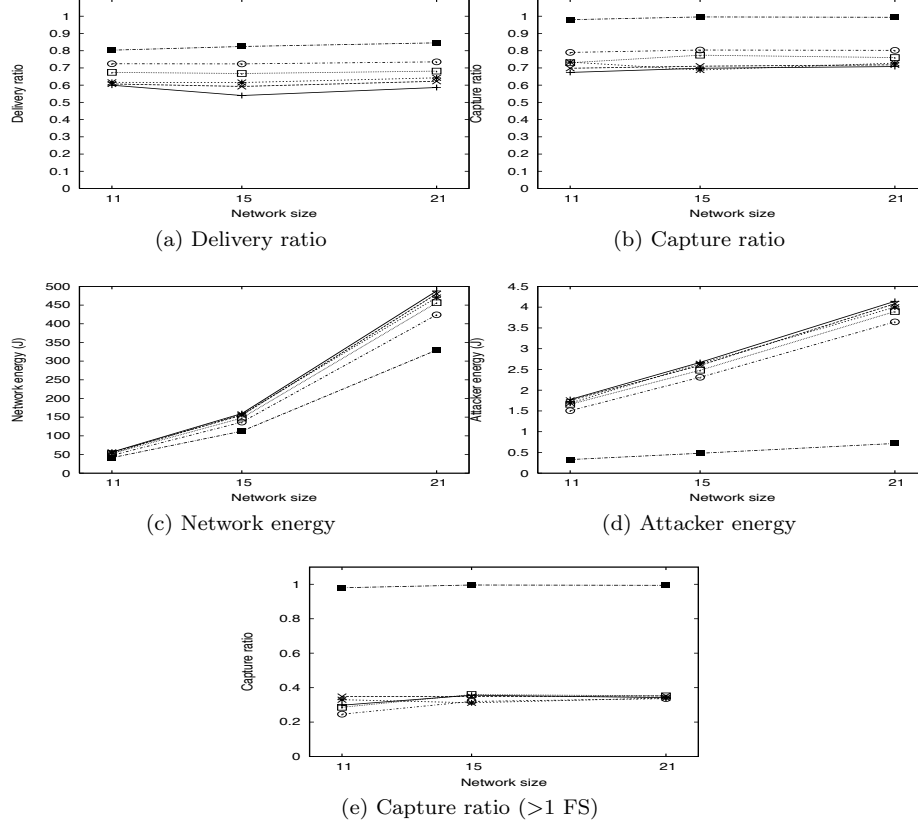 1
0.9
0.8
0.7
0.6
0.5
0.4
0.3
0.2
0.1
0
Delivery ratio
11 15 21
Network size
(a) Delivery ratio
1
0.9
0.8
0.7
0.6
0.5
0.4
0.3
0.2
0.1
0
Capture ratio
11 15 21
Network size
(b) Capture ratio
500
450
400
350
300
250
200
150
100
50
0
Network energy (J)
11 15 21
Network size
(c) Network energy
4.5
4
3.5
3
2.5
2
1.5
1
0.5
0
Attacker energy (J)
11 15 21
Network size
(d) Attacker energy
1
0.8
0.6
0.4
0.2
0
Capture ratio
11 15 21
Network size
(e) Capture ratio (>1 FS)